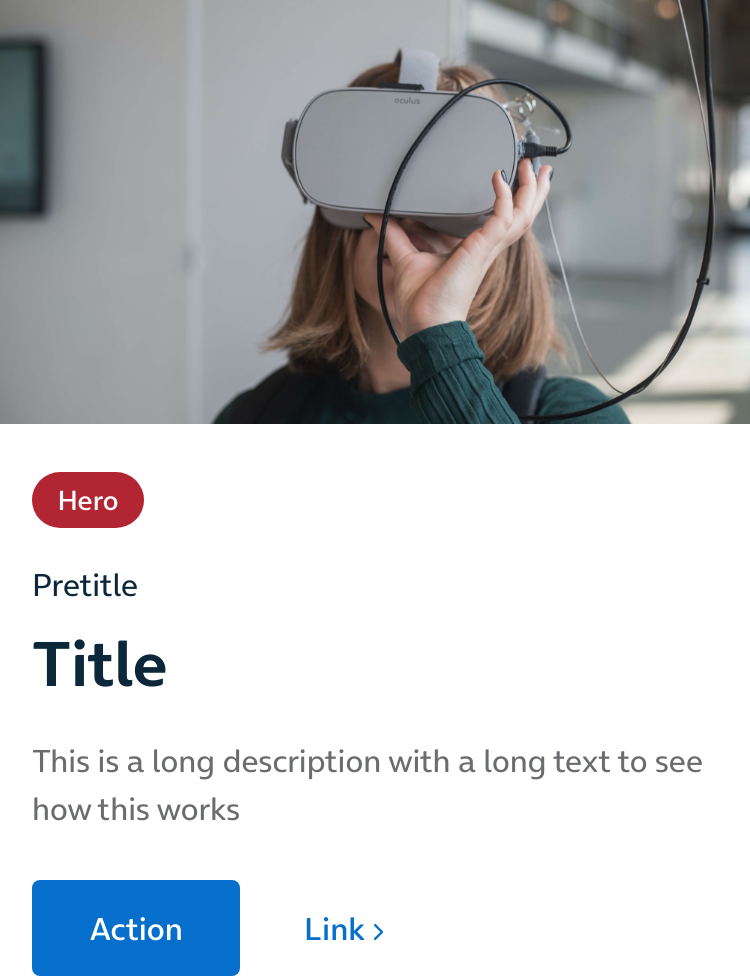 oculus
Hero
Pretitle
Title
This is a long description with a long text to see
how this works
Action
Link